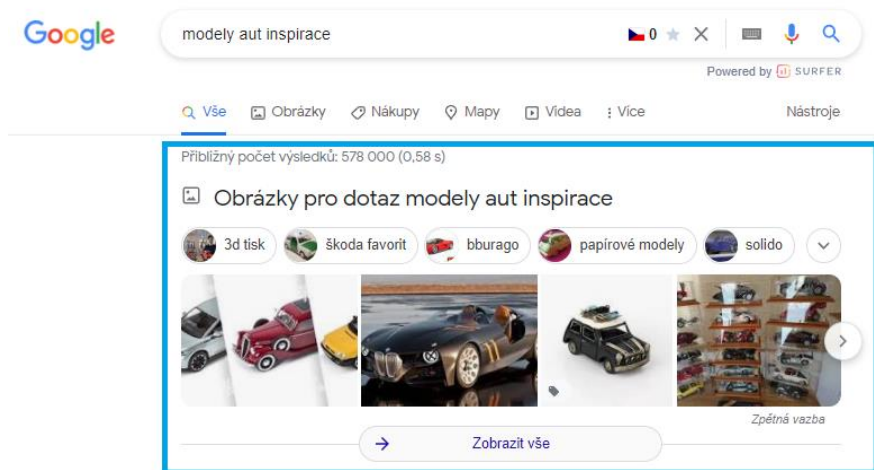 Google
modely aut inspirace 0
Powered by SURFER
Vše Obrázky Nákupy Mapy Videa Více Nástroje
Přibližný počet výsledků: 578 000 (0,58 s)
Obrázky pro dotaz modely aut inspirace
3d tisk škoda favorit bburago papírové modely solido
Zpětná vazba
Zobrazit vše